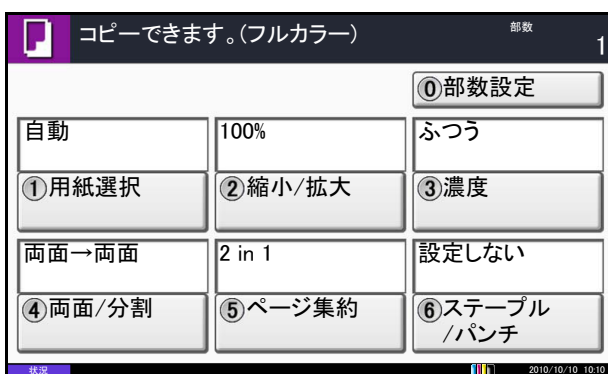 コピーできます。(フルカラー)
部数
1
⓪部数設定
自動
100%
ふつう
①用紙選択
②縮小/拡大
③濃度
両面→両面
2 in 1
設定しない
④両面/分割
⑤ページ集約
⑥ステープル
/パンチ
状況
2010/10/10 10:10